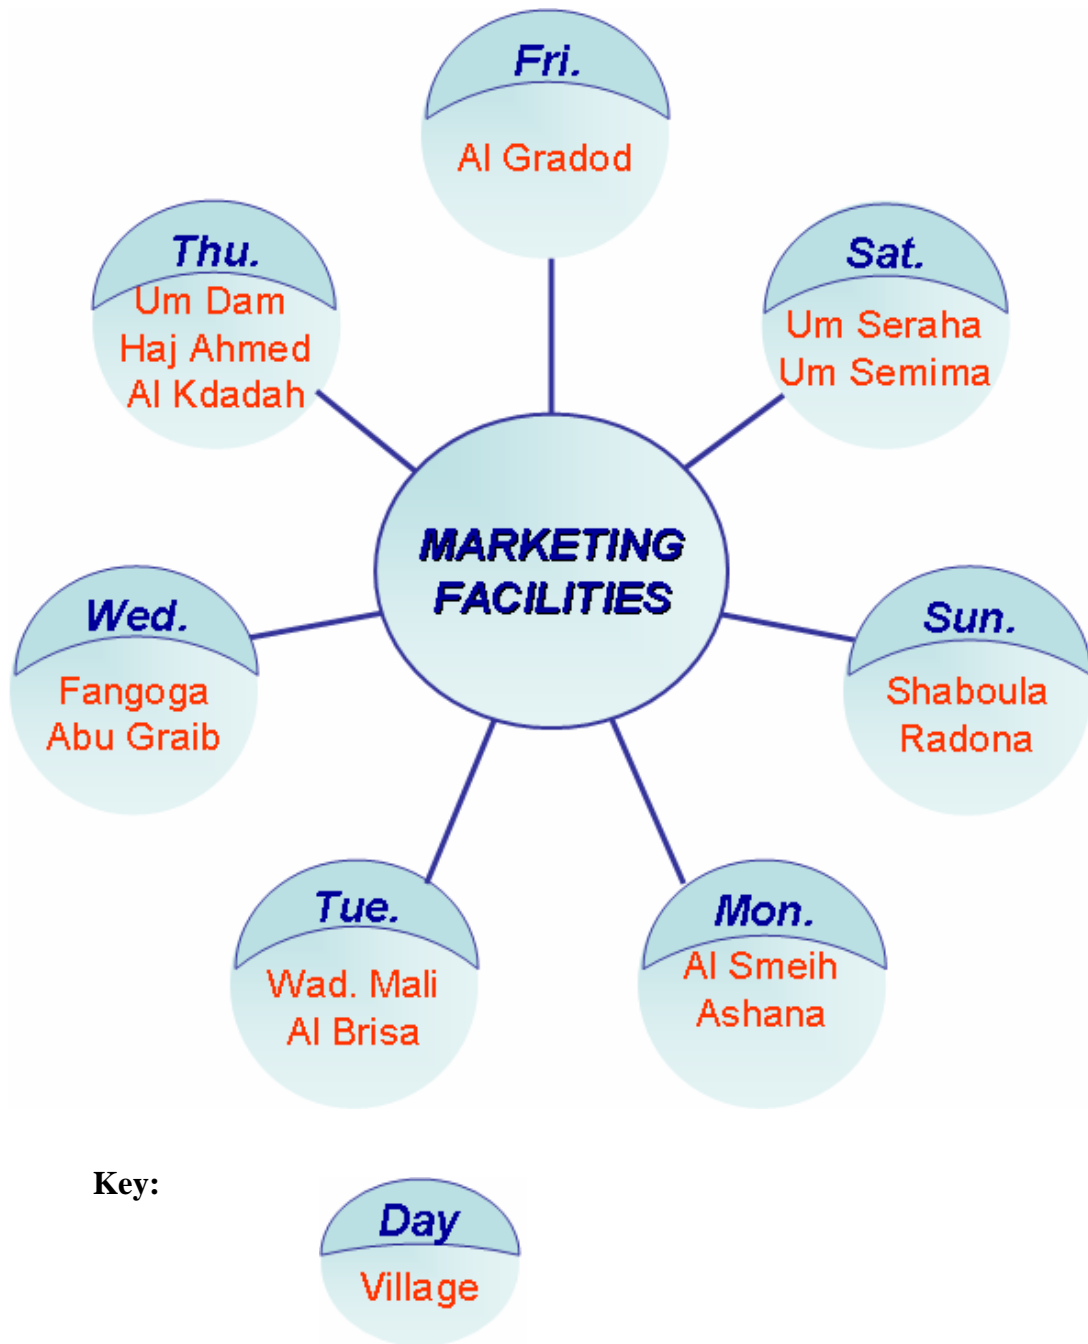 Fri.
Al Gradod
Thu.
Um Dam
Haj Ahmed
Al Kdadah
Sat.
Um Seraha
Um Semima
MARKETING
FACILITIES
Wed.
Fangoga
Abu Graib
Sun.
Shaboula
Radona
Tue.
Wad. Mali
Al Brisa
Mon.
Al Smeih
Ashana
Key:
Day
Village